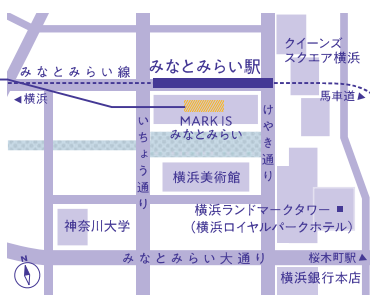 クイーンズ
スクエア横浜
みなとみらい線
みなとみらい駅
◀横浜
馬車道▶
MARK IS
みなとみらい
いちょう通り
けやき通り
横浜美術館
横浜ランドマークタワー ■
(横浜ロイヤルパークホテル)
神奈川大学
みなとみらい大通り
桜木町駅▶
横浜銀行本店
N